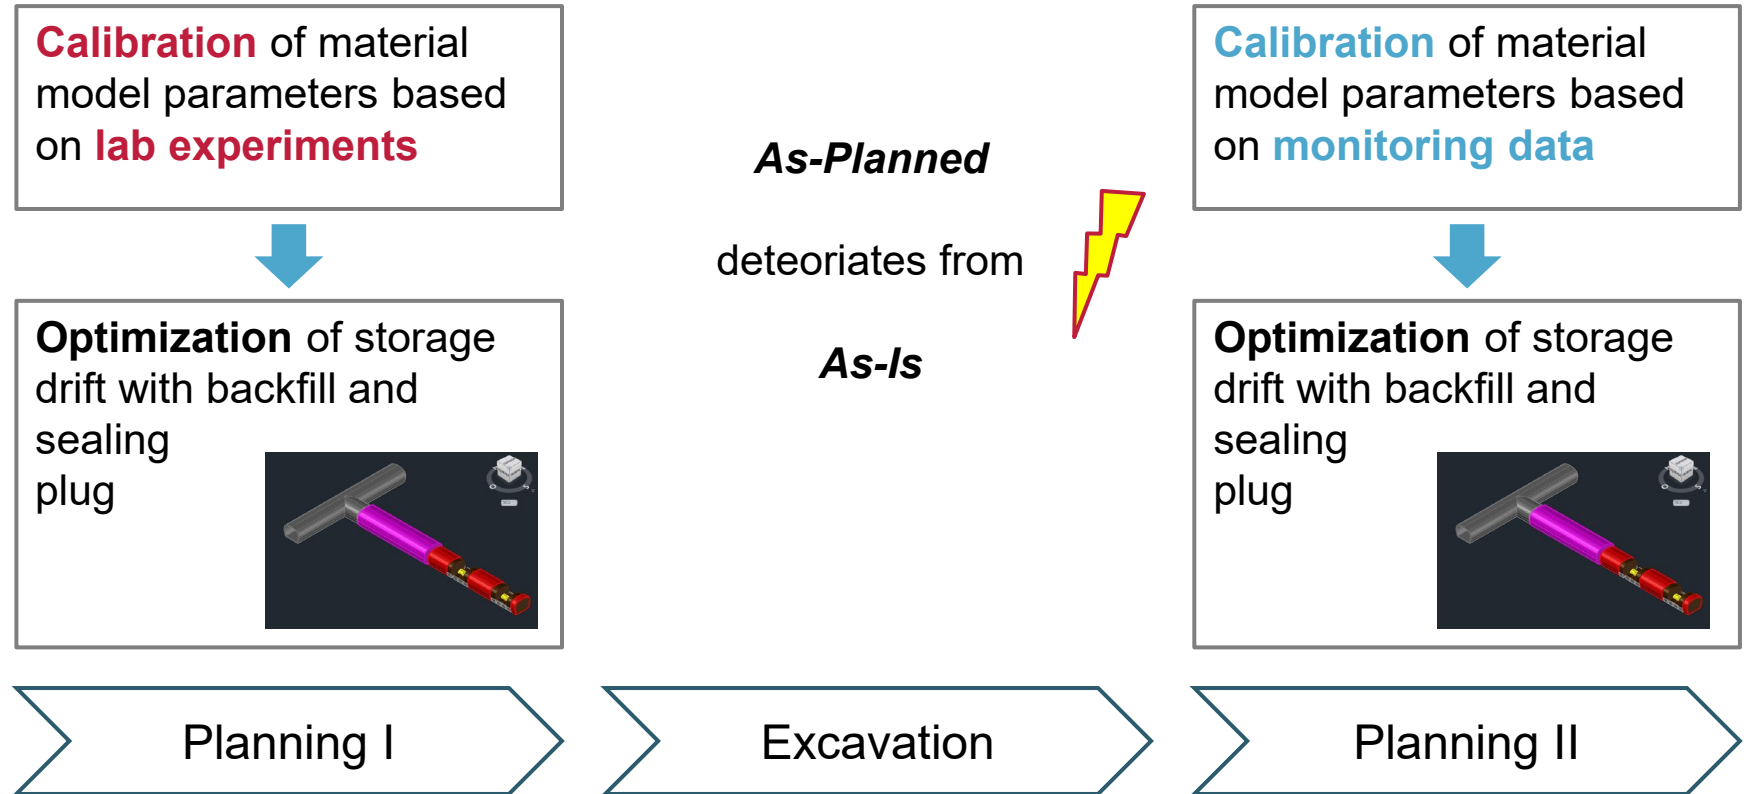 Calibration of material
model parameters based
on lab experiments
Optimization of storage
drift with backfill and
sealing
plug
As-Planned
deteoriates from
As-Is
Calibration of material
model parameters based
on monitoring data
Optimization of storage
drift with backfill and
sealing
plug
Planning I
Excavation
Planning II